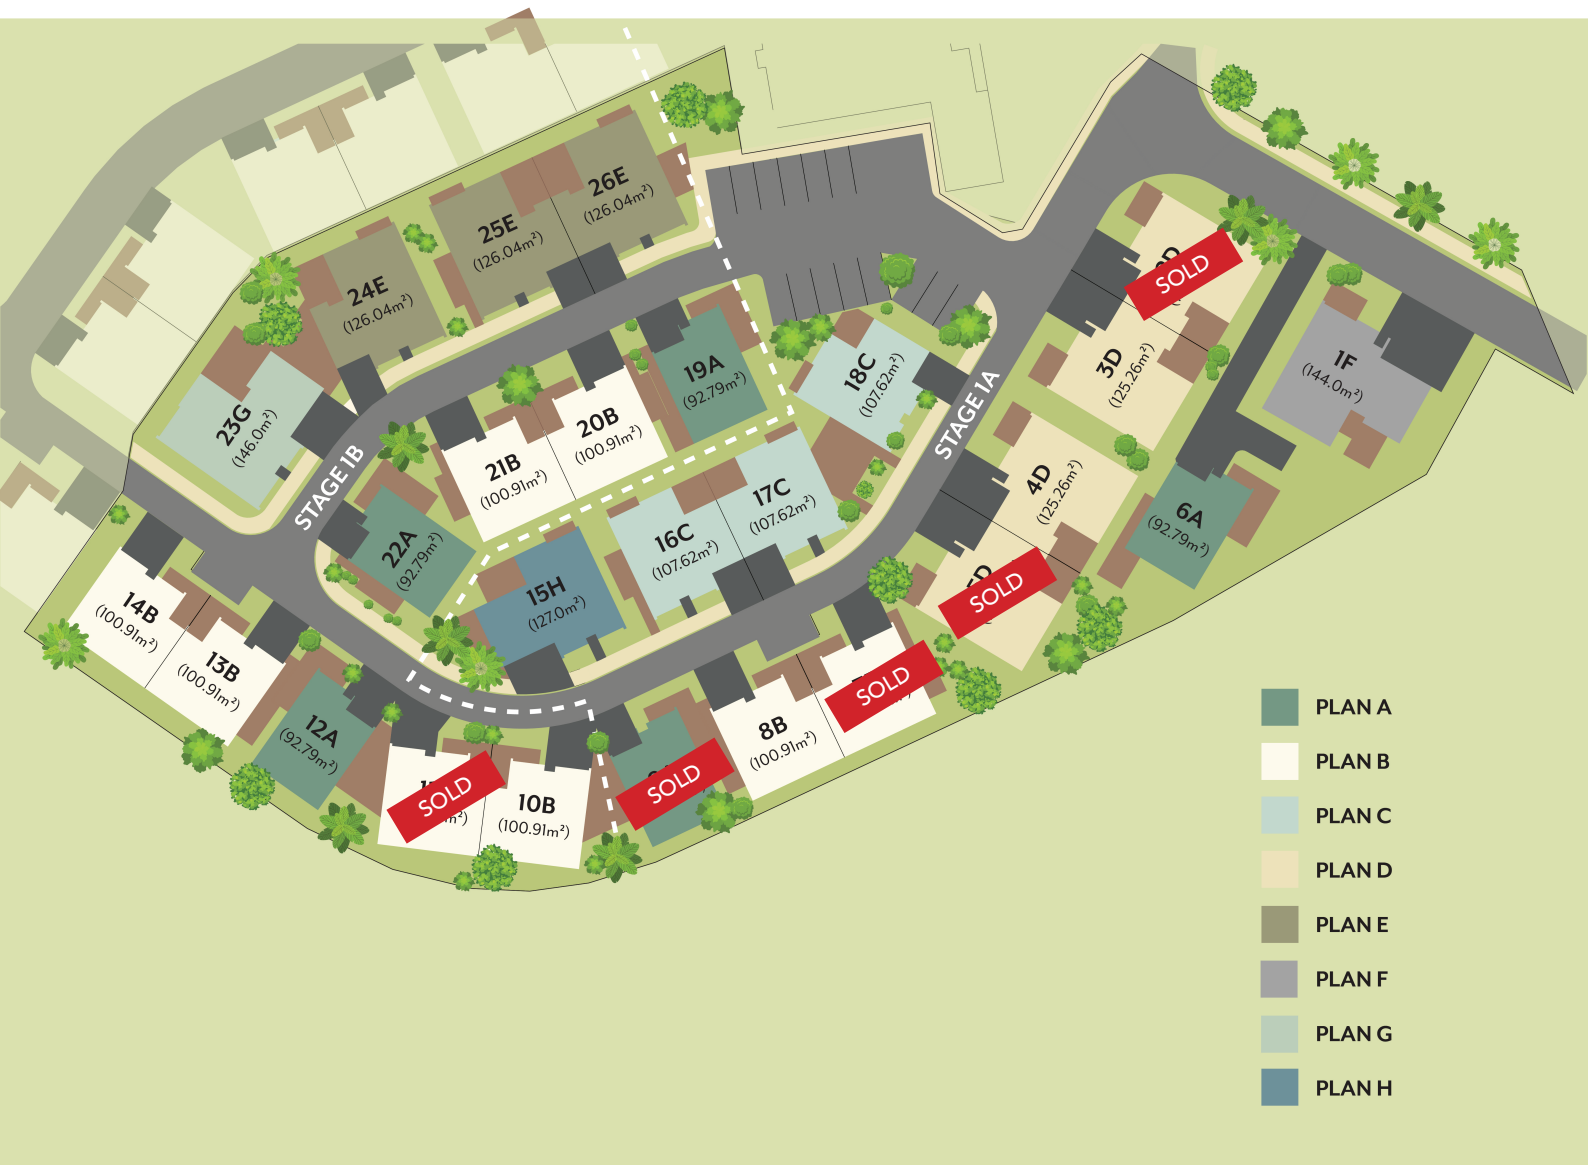 26E
(126.04m²)
25E
(126.04m²)
24E
(126.04m²)
23G
(146.0m²)
22A
(92.79m²)
21B
(100.91m²)
20B
(100.91m²)
19A
(92.79m²)
18C
(107.62m²)
17C
(107.62m²)
16C
(107.62m²)
15H
(127.0m²)
14B
(100.91m²)
13B
(100.91m²)
12A
(92.79m²)
SOLD
10B
(100.91m²)
SOLD
8B
(100.91m²)
SOLD
6A
(92.79m²)
SOLD
4D
(125.26m²)
3D
(125.26m²)
SOLD
1F
(144.0m²)
STAGE 1A
STAGE 1B
PLAN A
PLAN B
PLAN C
PLAN D
PLAN E
PLAN F
PLAN G
PLAN H